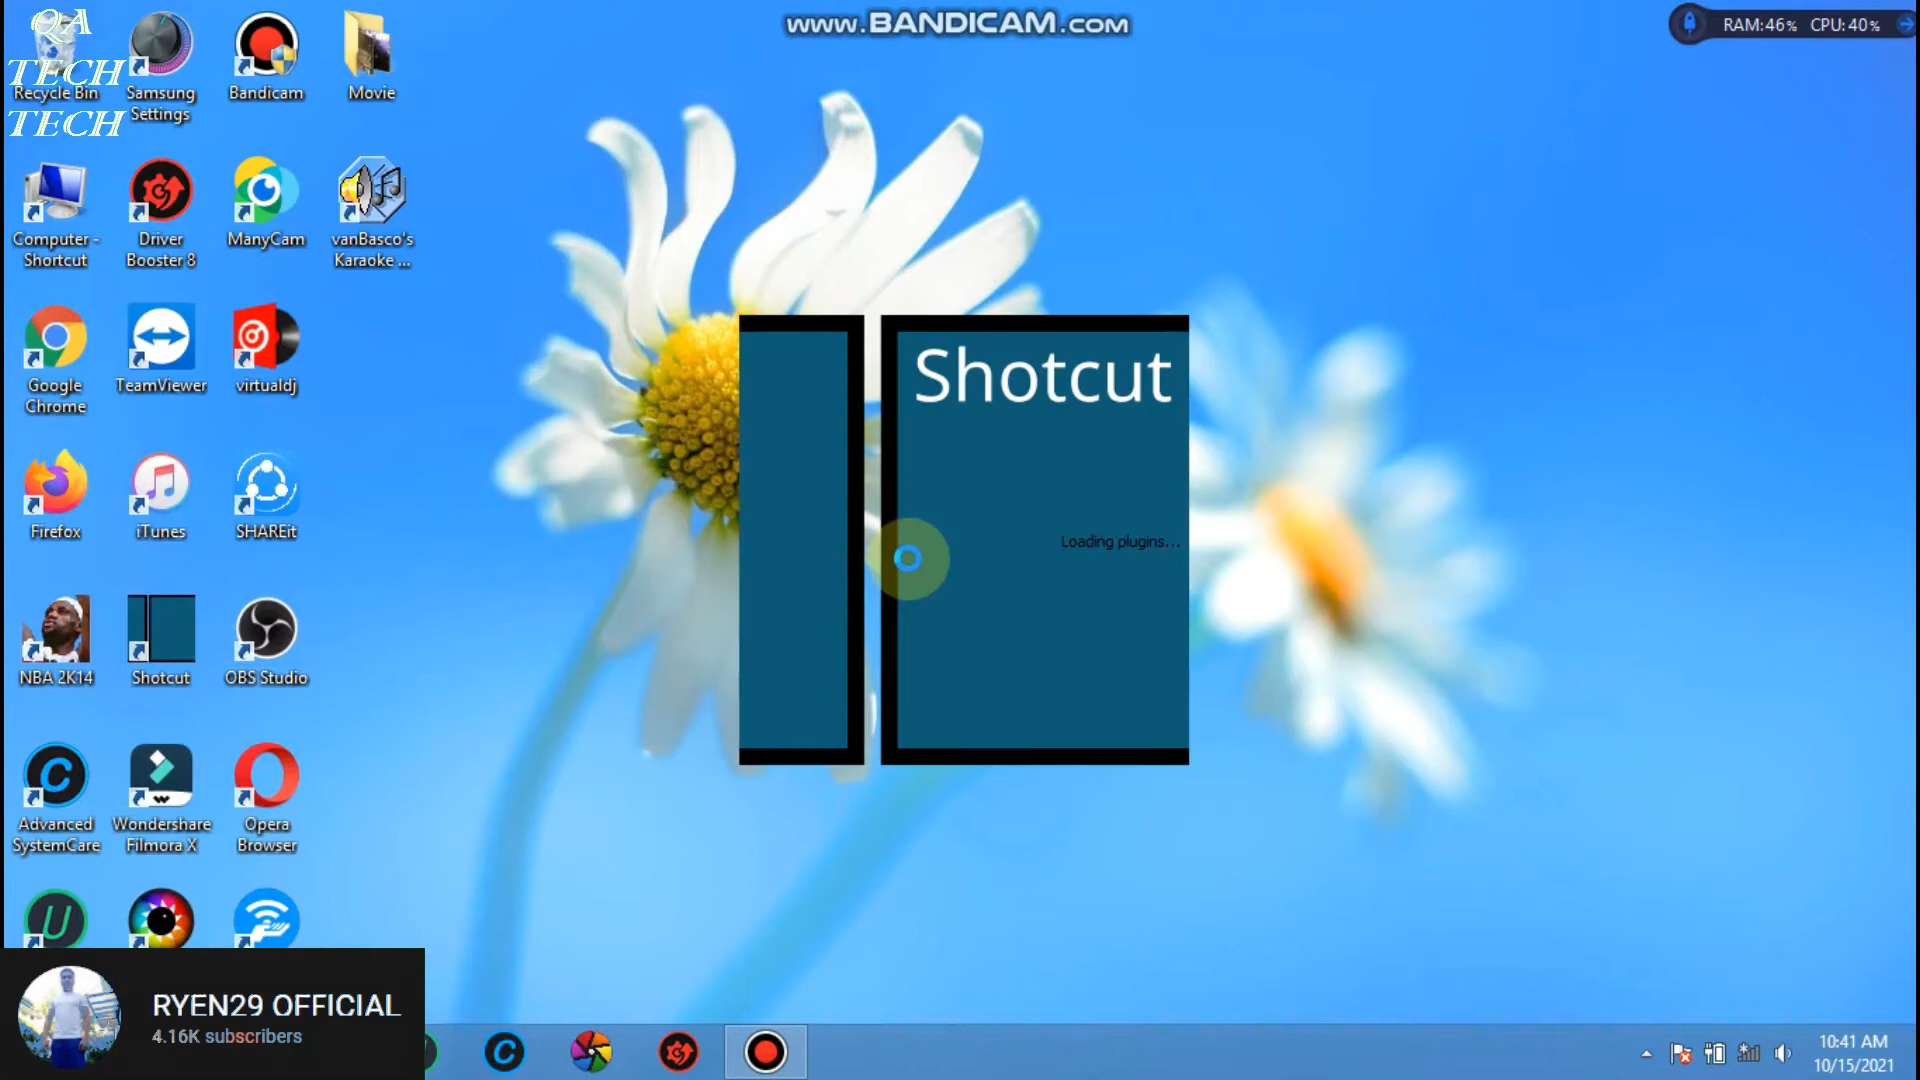 QA
TECH
TECH
www.BANDICAM.com
RAM:46%
CPU:40%
Recycle Bin
Samsung
Settings
Bandicam
Movie
Computer -
Shortcut
Driver
Booster 8
ManyCam
vanBasco's
Karaoke ...
Google
Chrome
TeamViewer
virtualdj
Shotcut
Loading plugins...
Firefox
iTunes
SHAREit
NBA 2K14
Shotcut
OBS Studio
Advanced
SystemCare
Wondershare
Filmora X
Opera
Browser
RYEN29 OFFICIAL
4.16K subscribers
10:41 AM
10/15/2021